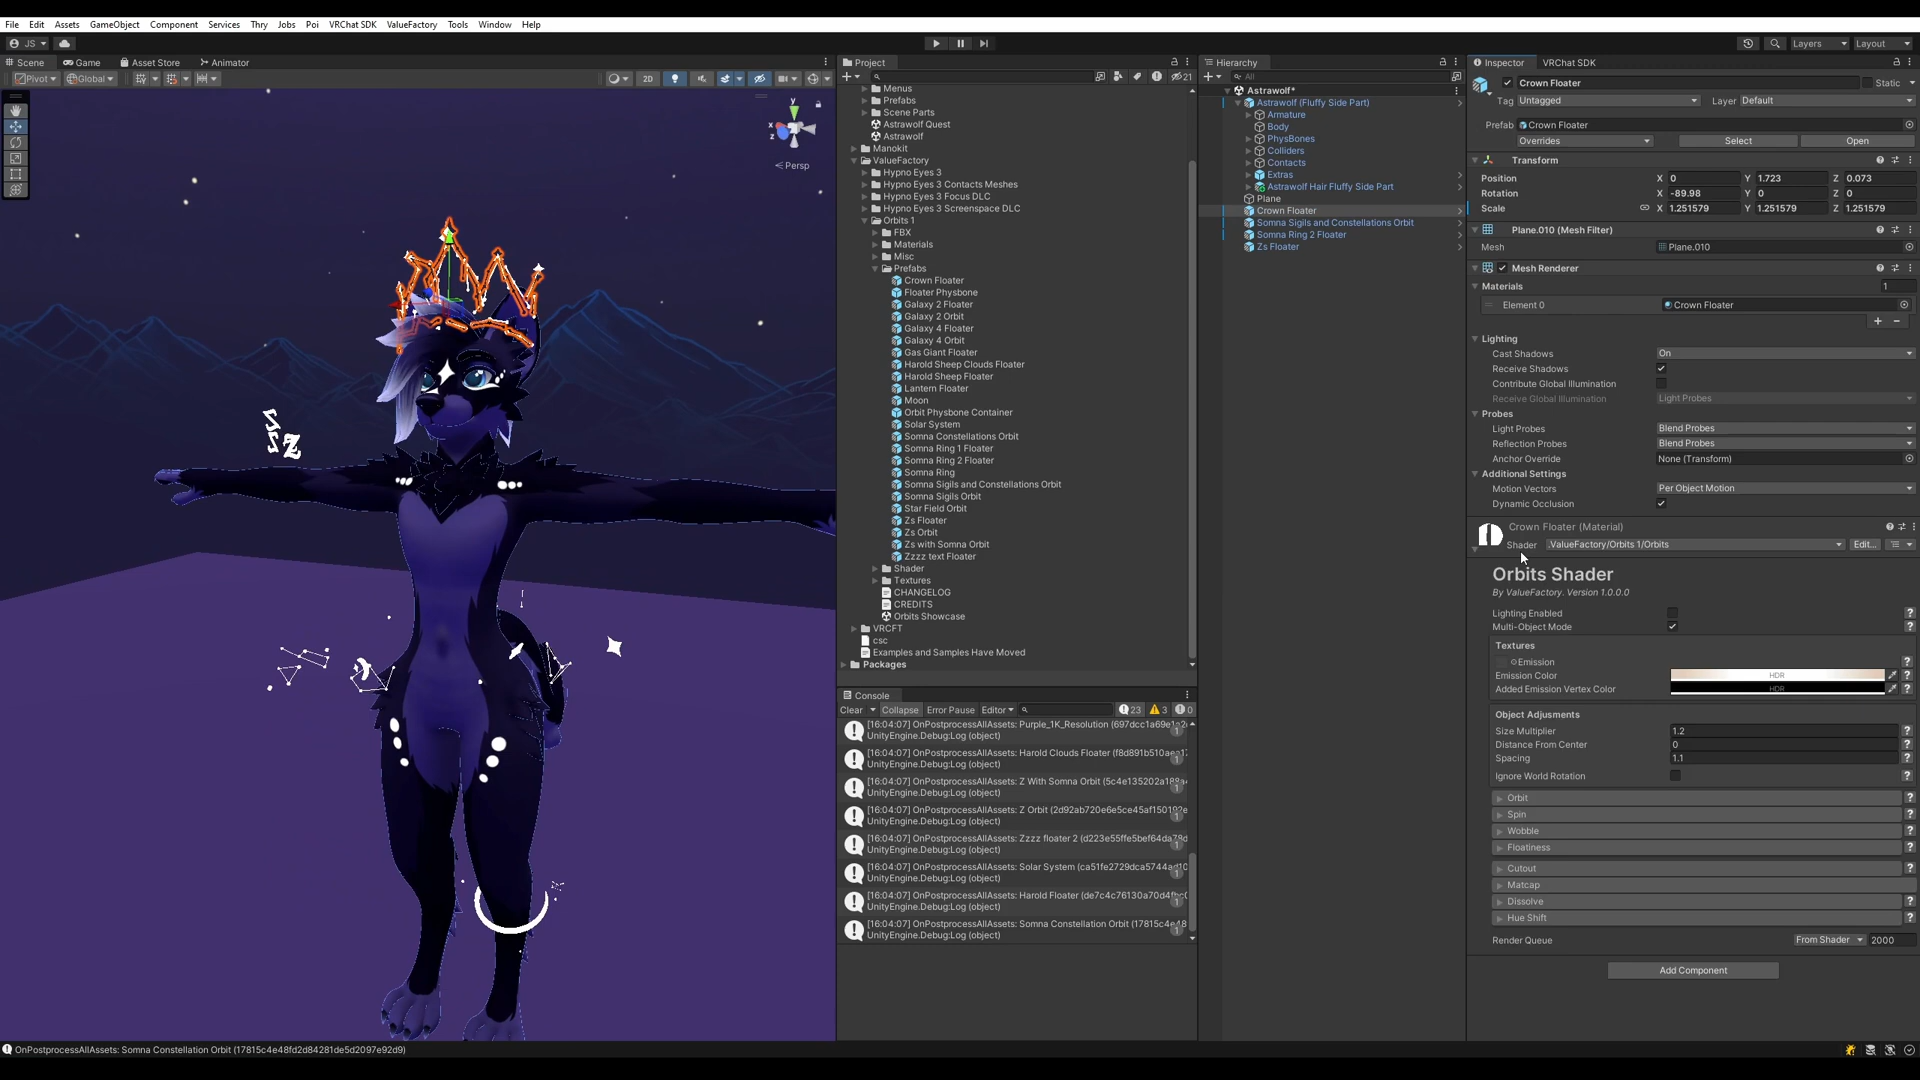 File Edit Assets GameObject Component Services Thry Jobs Poi VRChat SDK ValueFactory Tools Window Help
JS Layers Layout
Scene Game Asset Store Animator
Pivot Global 2D
y
x
z
Persp
Project
21
Menus
Prefabs
Scene Parts
Astrawolf Quest
Astrawolf
Manokit
ValueFactory
Hypno Eyes 3
Hypno Eyes 3 Contacts Meshes
Hypno Eyes 3 Focus DLC
Hypno Eyes 3 Screenspace DLC
Orbits 1
FBX
Materials
Misc
Prefabs
Crown Floater
Floater Physbone
Galaxy 2 Floater
Galaxy 2 Orbit
Galaxy 4 Floater
Galaxy 4 Orbit
Gas Giant Floater
Harold Sheep Clouds Floater
Harold Sheep Floater
Lantern Floater
Moon
Orbit Physbone Container
Solar System
Somna Constellations Orbit
Somna Ring 1 Floater
Somna Ring 2 Floater
Somna Ring
Somna Sigils and Constellations Orbit
Somna Sigils Orbit
Star Field Orbit
Zs Floater
Zs Orbit
Zs with Somna Orbit
Zzzz text Floater
Shader
Textures
CHANGELOG
CREDITS
Orbits Showcase
VRCFT
csc
Examples and Samples Have Moved
Packages
Console
Clear Collapse Error Pause Editor 23 3 0
[16:04:07] OnPostprocessAllAssets: Purple_1K_Resolution
UnityEngine.Debug:Log (object) 1
[16:04:07] OnPostprocessAllAssets: Harold Clouds Floater
UnityEngine.Debug:Log (object) 1
[16:04:07] OnPostprocessAllAssets: Z With Somna Orbit
UnityEngine.Debug:Log (object) 1
[16:04:07] OnPostprocessAllAssets: Z Orbit
UnityEngine.Debug:Log (object) 1
[16:04:07] OnPostprocessAllAssets: Zzzz floater 2
UnityEngine.Debug:Log (object) 1
[16:04:07] OnPostprocessAllAssets: Solar System
UnityEngine.Debug:Log (object) 1
[16:04:07] OnPostprocessAllAssets: Harold Floater
UnityEngine.Debug:Log (object) 1
[16:04:07] OnPostprocessAllAssets: Somna Constellation Orbit
UnityEngine.Debug:Log (object) 1
Hierarchy
All
Astrawolf*
Astrawolf (Fluffy Side Part)
Armature
Body
PhysBones
Colliders
Contacts
Extras
Astrawolf Hair Fluffy Side Part
Plane
Crown Floater
Somna Sigils and Constellations Orbit
Somna Ring 2 Floater
Zs Floater
Inspector VRChat SDK
Crown Floater Static
Tag Untagged Layer Default
Prefab Crown Floater
Overrides Select Open
Transform
Position X 0 Y 1.723 Z 0.073
Rotation X -89.98 Y 0 Z 0
Scale X 1.251579 Y 1.251579 Z 1.251579
Plane.010 (Mesh Filter)
Mesh Plane.010
Mesh Renderer
Materials 1
Element 0 Crown Floater
Lighting
Cast Shadows On
Receive Shadows
Contribute Global Illumination
Receive Global Illumination Light Probes
Probes
Light Probes Blend Probes
Reflection Probes Blend Probes
Anchor Override None (Transform)
Additional Settings
Motion Vectors Per Object Motion
Dynamic Occlusion
Crown Floater (Material)
Shader .ValueFactory/Orbits 1/Orbits Edit...
Orbits Shader
By ValueFactory. Version 1.0.0.0
Lighting Enabled ?
Multi-Object Mode ?
Textures
Emission ?
Emission Color HDR ?
Added Emission Vertex Color HDR ?
Object Adjusments
Size Multiplier 1.2 ?
Distance From Center 0 ?
Spacing 1.1 ?
Ignore World Rotation ?
Orbit ?
Spin ?
Wobble ?
Floatiness ?
Cutout ?
Matcap
Dissolve ?
Hue Shift ?
Render Queue From Shader 2000
Add Component
OnPostprocessAllAssets: Somna Constellation Orbit (17815c4e48fd2d84281de5d2097e92d9)